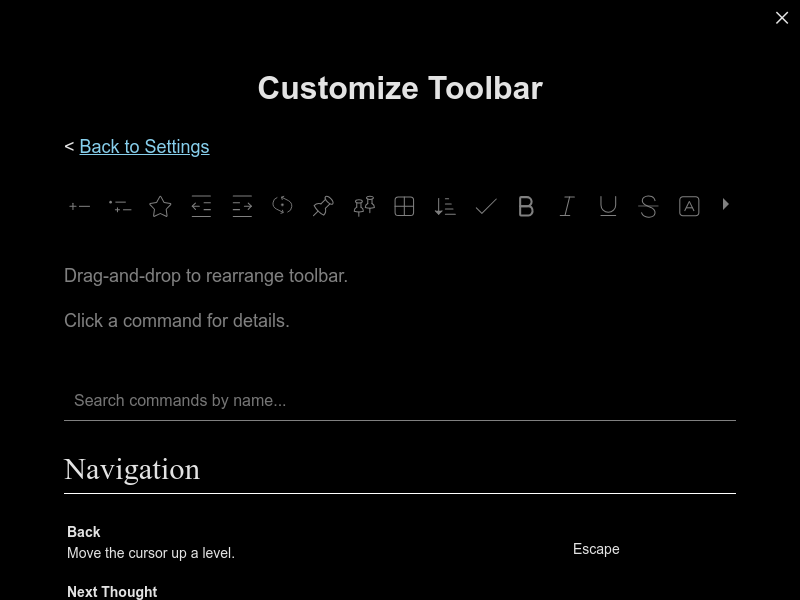 Customize Toolbar
< Back to Settings
Drag-and-drop to rearrange toolbar.
Click a command for details.
Search commands by name...
Navigation
Back
Move the cursor up a level.
Escape
Next Thought